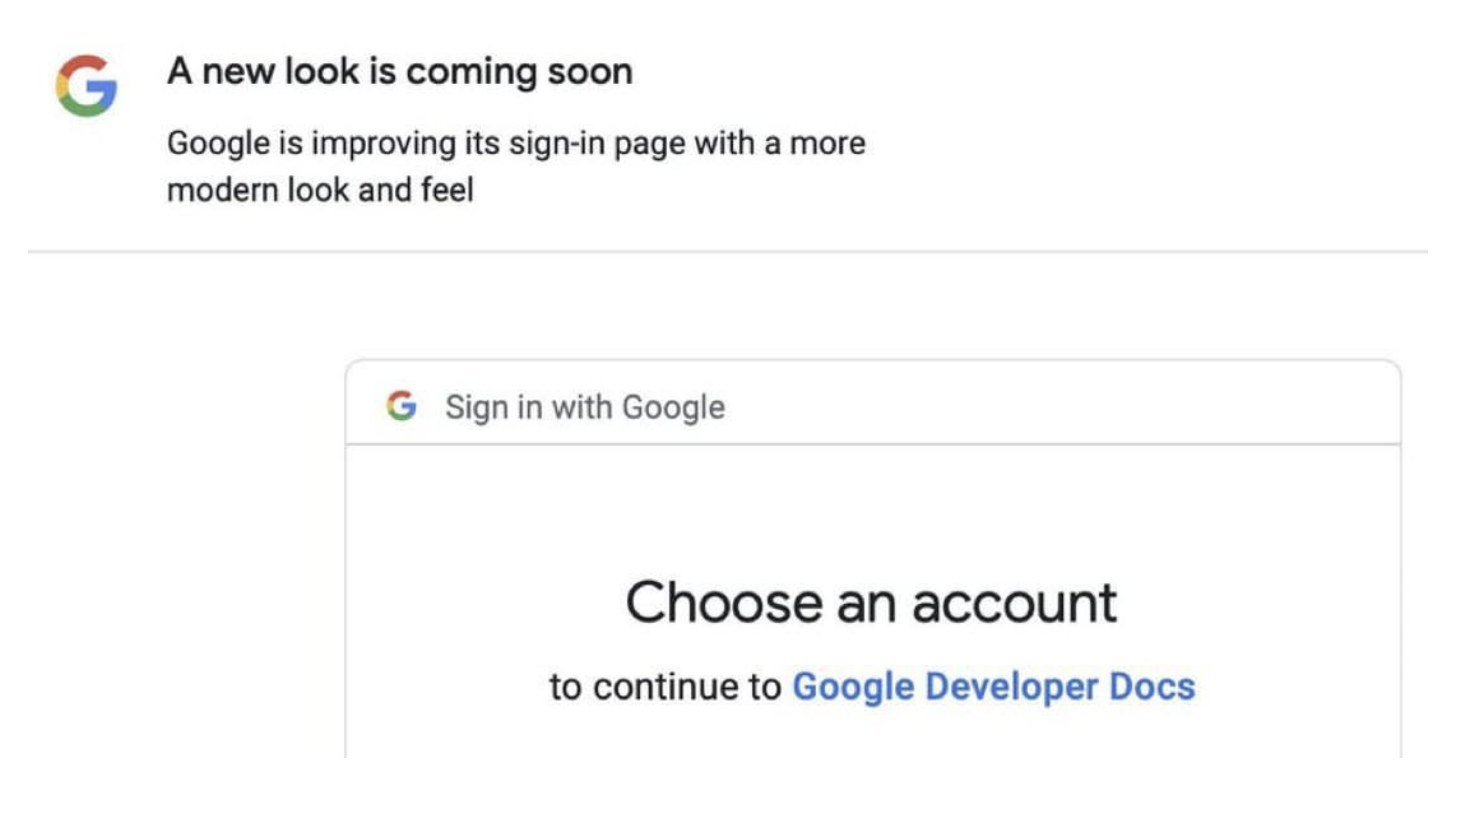 A new look is coming soon
Google is improving its sign-in page with a more
modern look and feel
Sign in with Google
Choose an account
to continue to Google Developer Docs